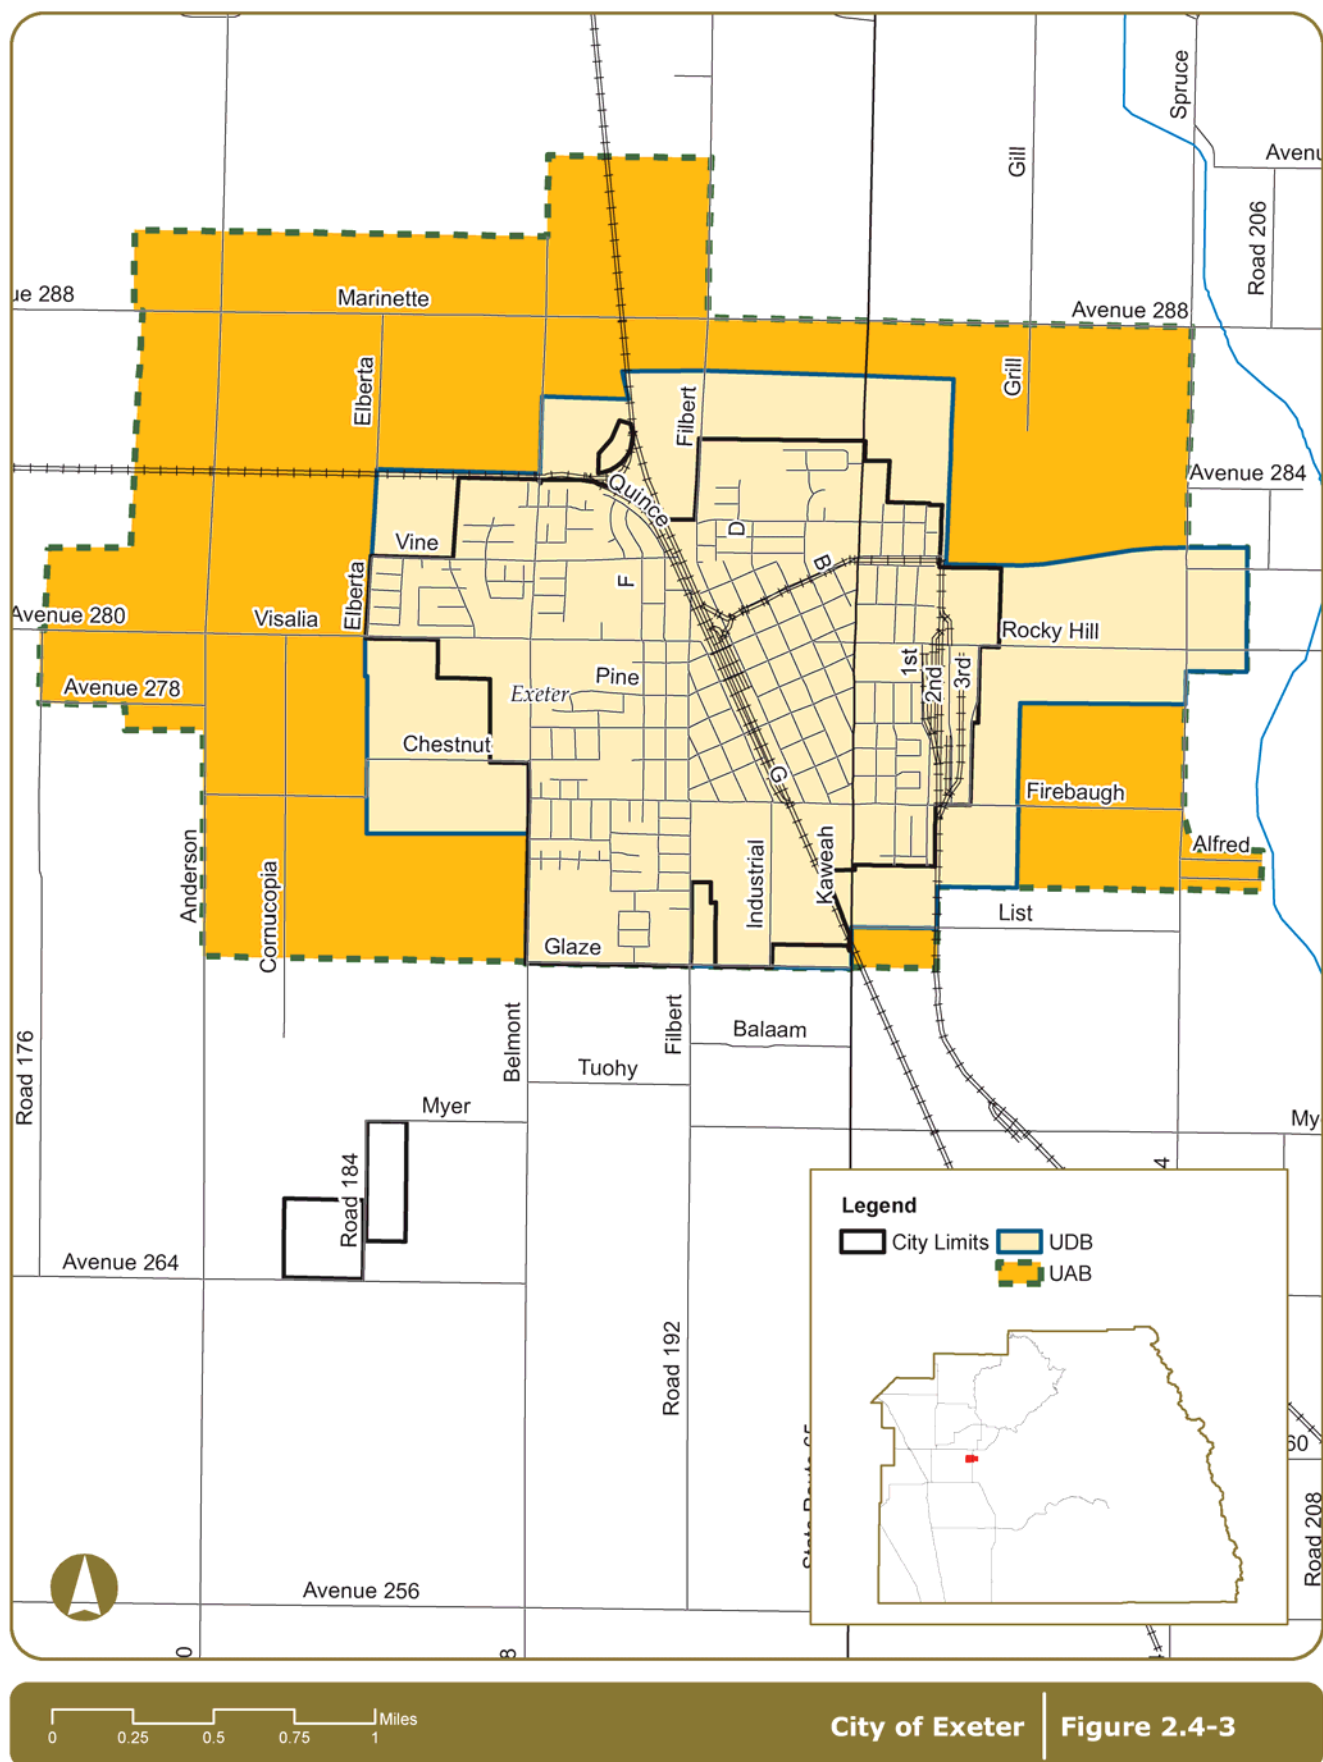 Spruce
Avenu
Gill
Road 206
ue 288
Marinette
Avenue 288
Elberta
Filbert
Grill
Avenue 284
Quince
D
Vine
B
F
Elberta
Avenue 280
Visalia
Rocky Hill
1st
2nd
3rd
Avenue 278
Pine
Exeter
Chestnut
G
Firebaugh
Anderson
Cornucopia
Industrial
Kaweah
Alfred
List
Glaze
Belmont
Filbert
Balaam
Road 176
Tuohy
Myer
My
Road 184
4
Avenue 264
Legend
City Limits
UDB
UAB
Road 192
60
Road 208
Avenue 256
0
8
0
0.25
0.5
0.75
1
Miles
City of Exeter
Figure 2.4-3